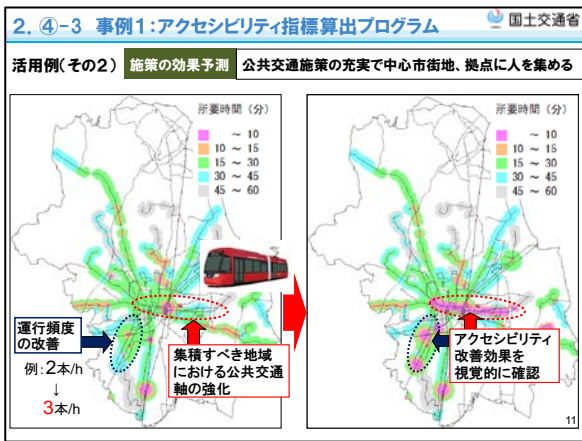 2. ④-3 事例1:アクセシビリティ指標算出プログラム
国土交通省
活用例(その2) 施策の効果予測 公共交通施策の充実で中心市街地、拠点に人を集める
所要時間(分)
～ 10
10 ～ 15
15 ～ 30
30 ～ 45
45 ～ 60
運行頻度
の改善
例:2本/h
↓
3本/h
集積すべき地域
における公共交通
軸の強化
所要時間(分)
～ 10
10 ～ 15
15 ～ 30
30 ～ 45
45 ～ 60
アクセシビリティ
改善効果を
視覚的に確認
11